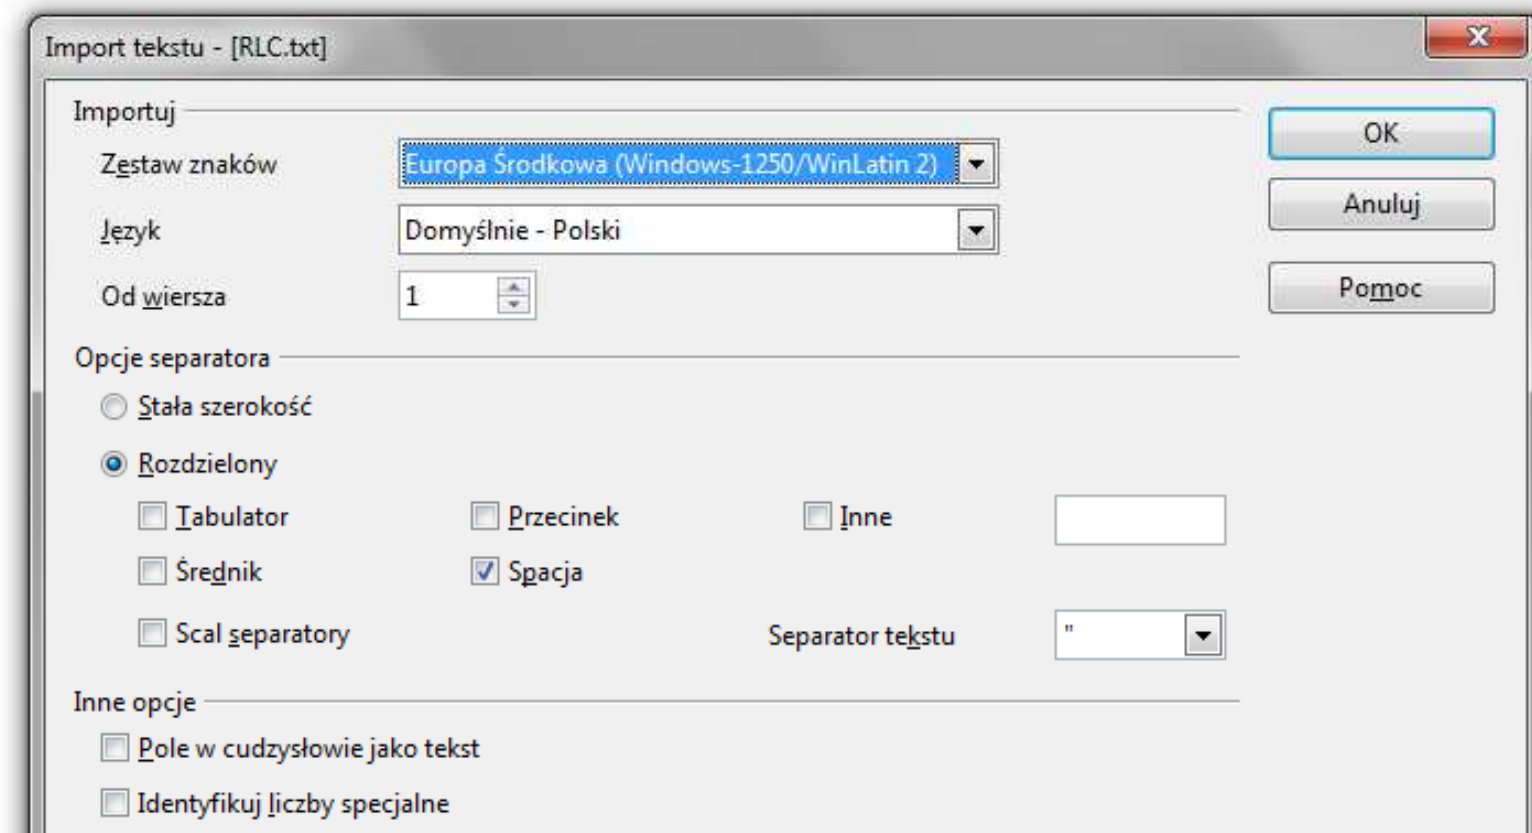 Import tekstu - [RLC.txt]
Importuj
Zestaw znaków Europa Środkowa (Windows-1250/WinLatin 2)
Język Domyślnie - Polski
Od wiersza 1
OK
Anuluj
Pomoc
Opcje separatora
Stała szerokość
Rozdzielony
Tabulator Przecinek Inne
Średnik Spacja
Scal separatory Separator tekstu "
Inne opcje
Pole w cudzysłowie jako tekst
Identyfikuj liczby specjalne